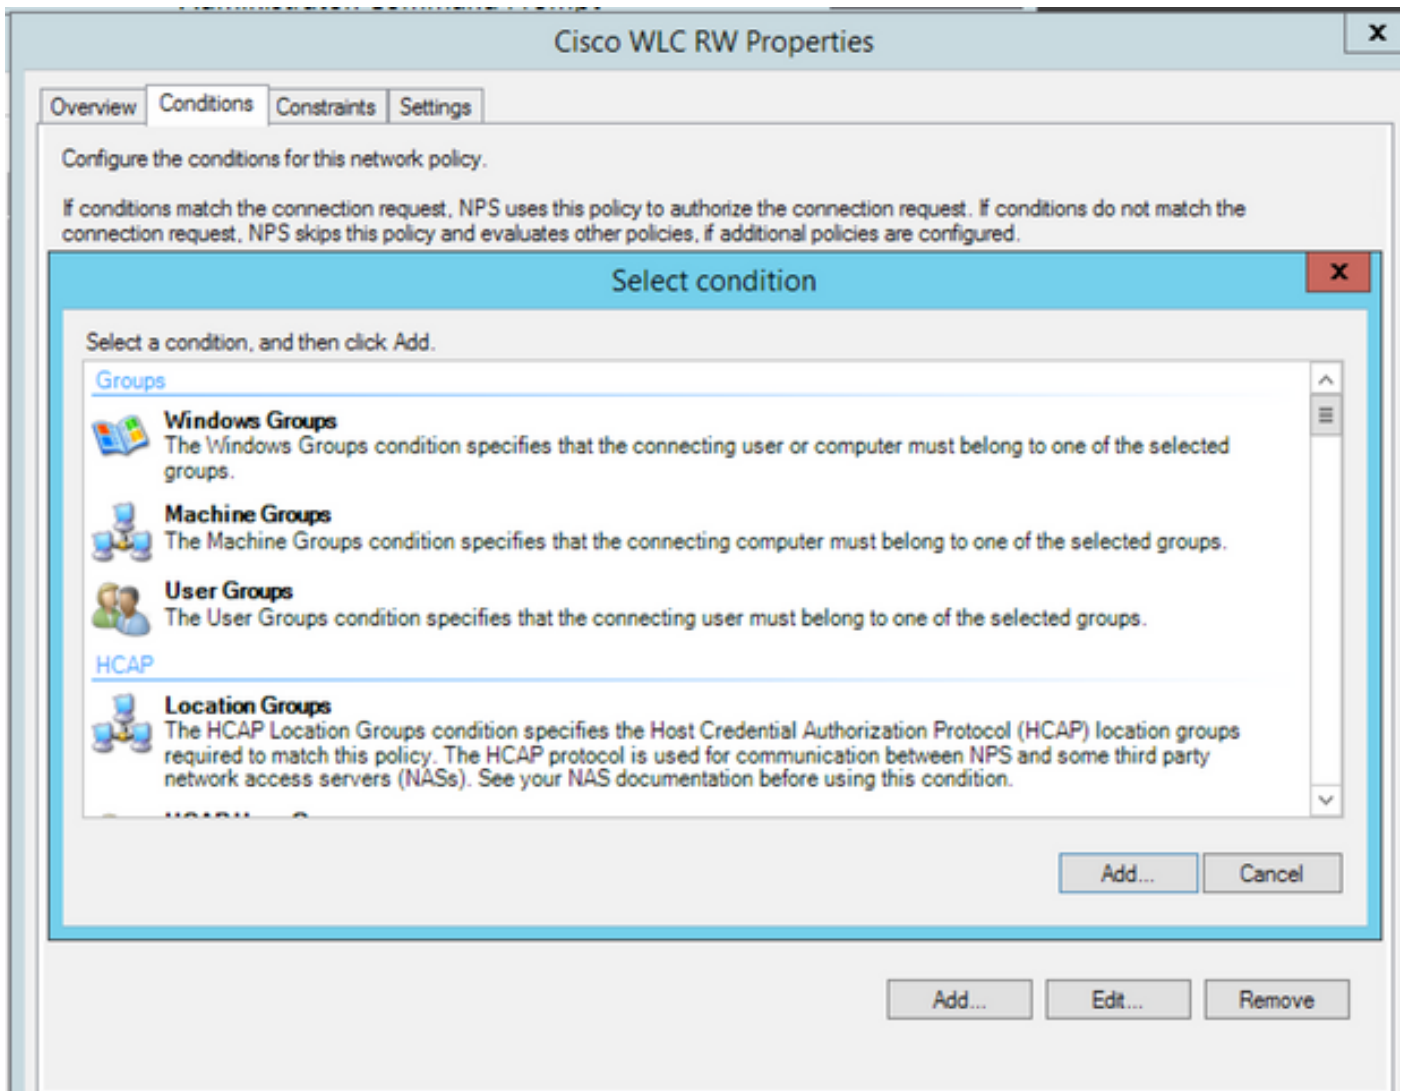 Cisco WLC RW Properties
x
Overview
Conditions
Constraints
Settings
Configure the conditions for this network policy.
If conditions match the connection request, NPS uses this policy to authorize the connection request. If conditions do not match the
connection request, NPS skips this policy and evaluates other policies, if additional policies are configured.
Select condition
x
Select a condition, and then click Add.
Groups
Windows Groups
The Windows Groups condition specifies that the connecting user or computer must belong to one of the selected
groups.
Machine Groups
The Machine Groups condition specifies that the connecting computer must belong to one of the selected groups.
User Groups
The User Groups condition specifies that the connecting user must belong to one of the selected groups.
HCAP
Location Groups
The HCAP Location Groups condition specifies the Host Credential Authorization Protocol (HCAP) location groups
required to match this policy. The HCAP protocol is used for communication between NPS and some third party
network access servers (NASs). See your NAS documentation before using this condition.
Add...
Cancel
Add...
Edit...
Remove